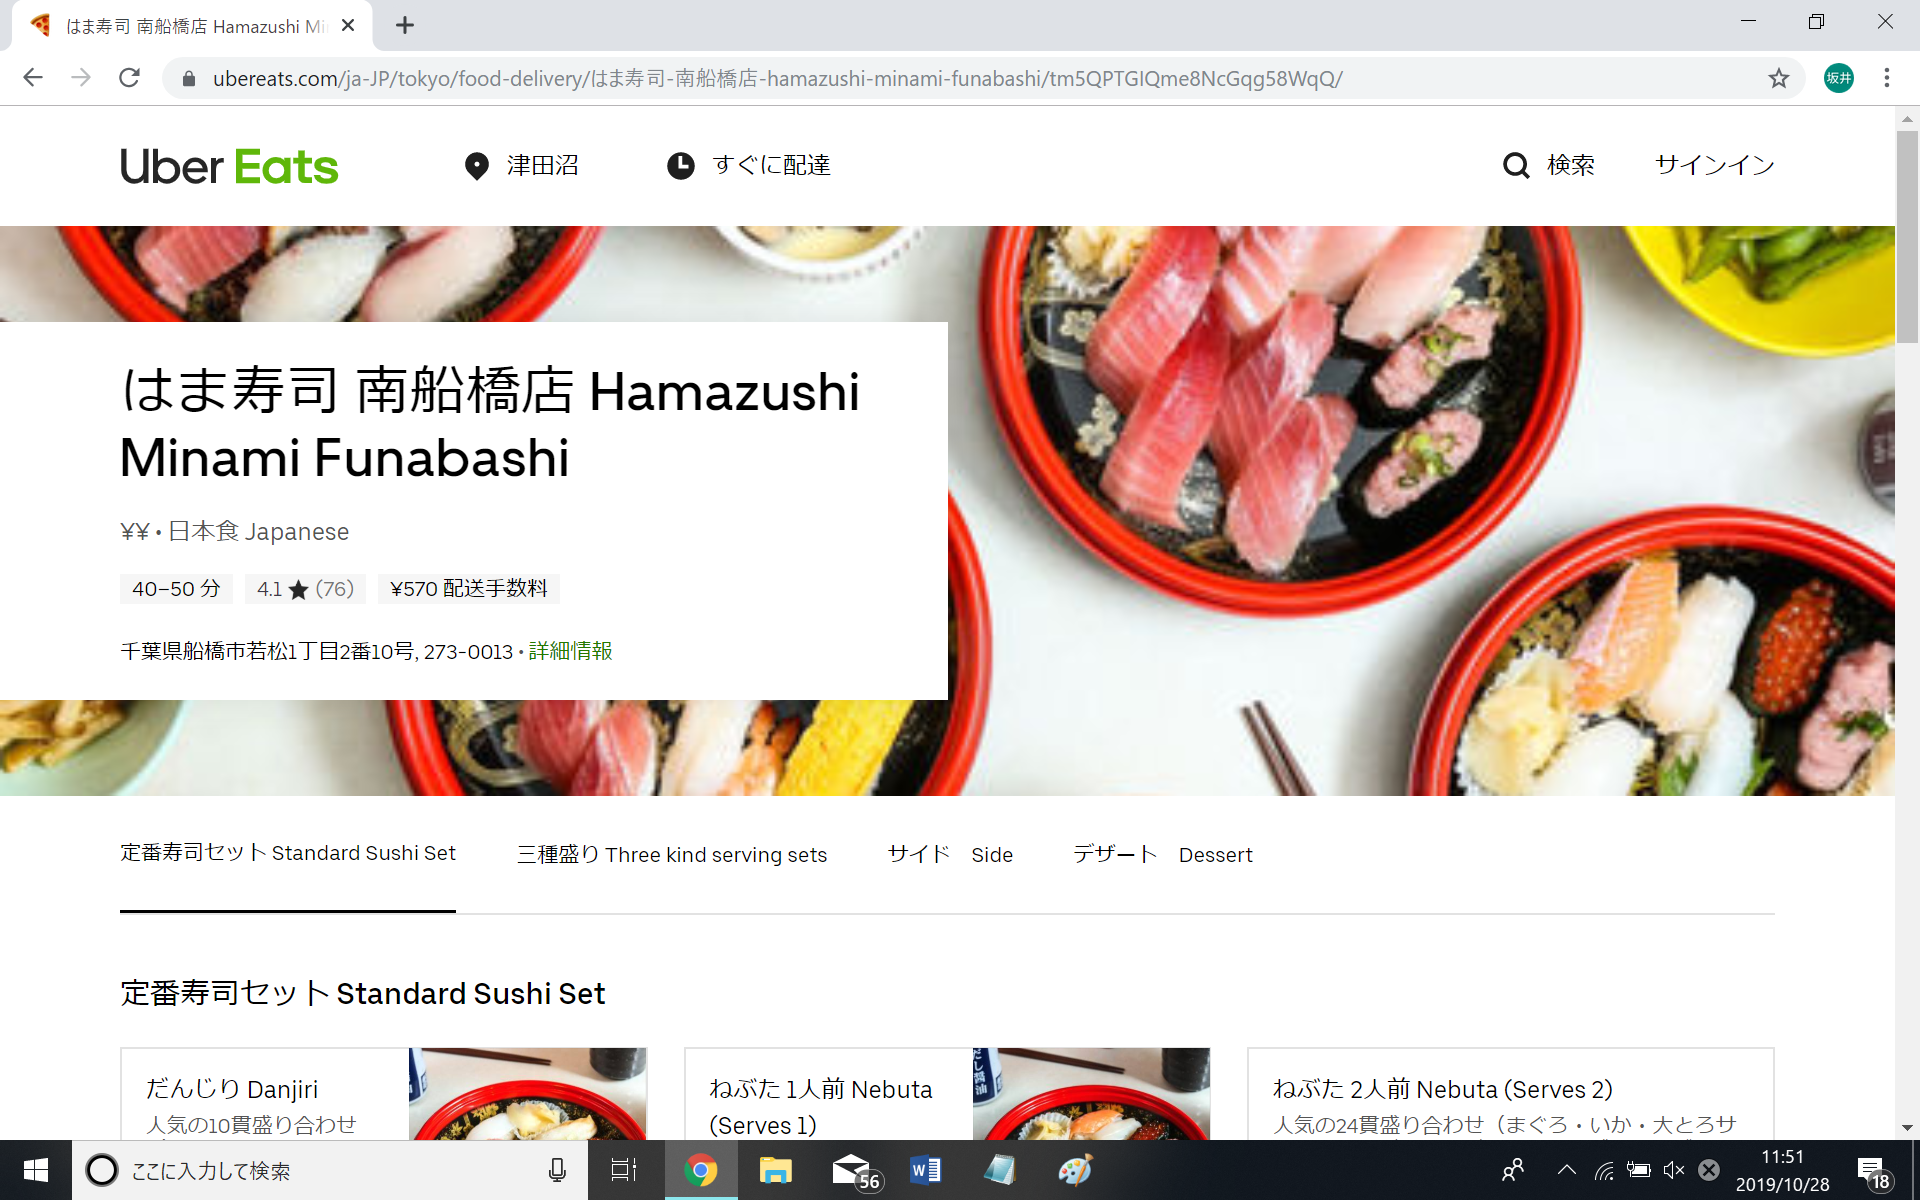 はま寿司 南船橋店 Hamazushi Mi
ubereats.com/ja-JP/tokyo/food-delivery/はま寿司-南船橋店-hamazushi-minami-funabashi/tm5QPTGIQme8NcGqg58WqQ/
坂井
Uber Eats
津田沼
すぐに配達
検索
サインイン
はま寿司 南船橋店 Hamazushi
Minami Funabashi
¥¥ • 日本食 Japanese
40–50 分
4.1 ★ (76)
¥570 配送手数料
千葉県船橋市若松1丁目2番10号, 273-0013 • 詳細情報
定番寿司セット Standard Sushi Set
三種盛り Three kind serving sets
サイド Side
デザート Dessert
定番寿司セット Standard Sushi Set
だんじり Danjiri
人気の10貫盛り合わせ
ねぶた 1人前 Nebuta
(Serves 1)
だし醤油
ねぶた 2人前 Nebuta (Serves 2)
人気の24貫盛り合わせ（まぐろ・いか・大とろサ
ここに入力して検索
56
11:51
2019/10/28
18